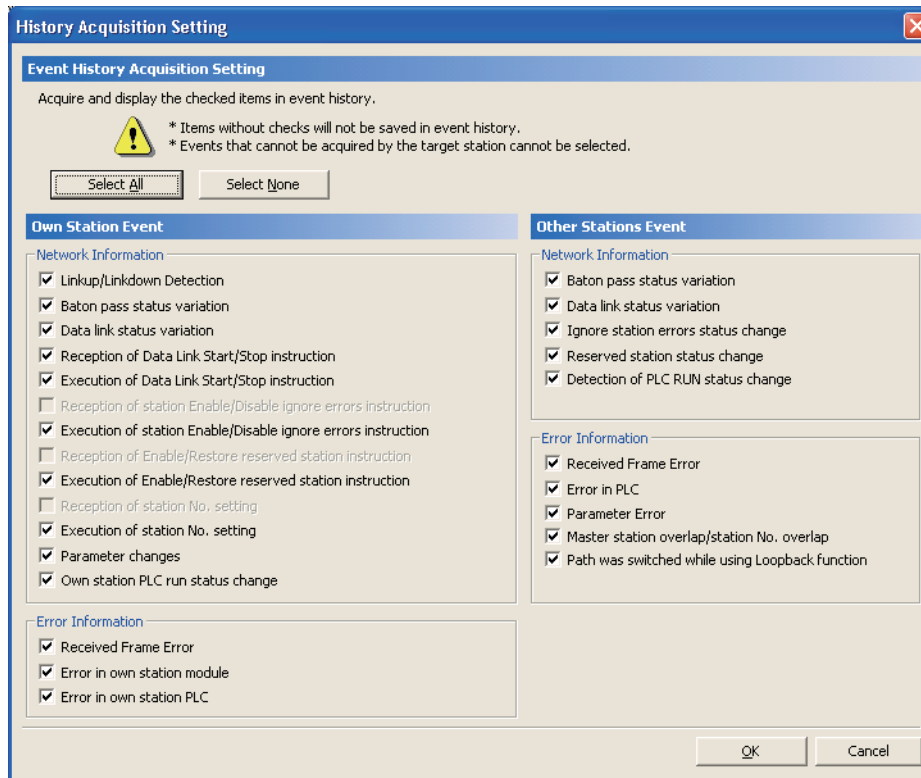 History Acquisition Setting
Event History Acquisition Setting
Acquire and display the checked items in event history.
* Items without checks will not be saved in event history.
* Events that cannot be acquired by the target station cannot be selected.
Select All
Select None
Own Station Event
Network Information
Linkup/Linkdown Detection
Baton pass status variation
Data link status variation
Reception of Data Link Start/Stop instruction
Execution of Data Link Start/Stop instruction
Reception of station Enable/Disable ignore errors instruction
Execution of station Enable/Disable ignore errors instruction
Reception of Enable/Restore reserved station instruction
Execution of Enable/Restore reserved station instruction
Reception of station No. setting
Execution of station No. setting
Parameter changes
Own station PLC run status change
Error Information
Received Frame Error
Error in own station module
Error in own station PLC
Other Stations Event
Network Information
Baton pass status variation
Data link status variation
Ignore station errors status change
Reserved station status change
Detection of PLC RUN status change
Error Information
Received Frame Error
Error in PLC
Parameter Error
Master station overlap/station No. overlap
Path was switched while using Loopback function
OK
Cancel